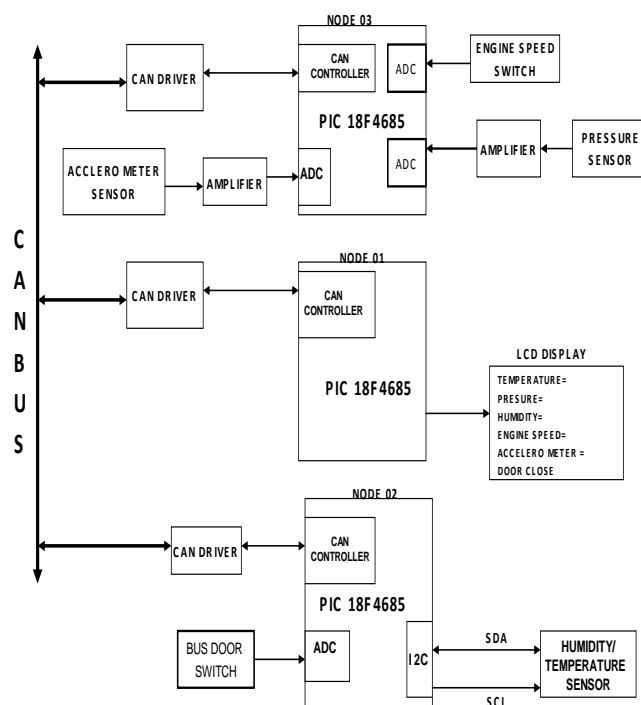 NODE 03
CAN DRIVER
CAN
CONTROLLER
ADC
ENGINE SPEED
SWITCH
PIC 18F4685
ACCLERO METER
SENSOR
AMPLIFIER
ADC
ADC
AMPLIFIER
PRESSURE
SENSOR
CAN BUS
NODE 01
CAN DRIVER
CAN
CONTROLLER
PIC 18F4685
LCD DISPLAY
TEMPERATURE=
PRESURE=
HUMIDITY=
ENGINE SPEED=
ACCELERO METER =
DOOR CLOSE
NODE 02
CAN DRIVER
CAN
CONTROLLER
PIC 18F4685
BUS DOOR
SWITCH
ADC
I2C
SDA
SCL
HUMIDITY/
TEMPERATURE
SENSOR